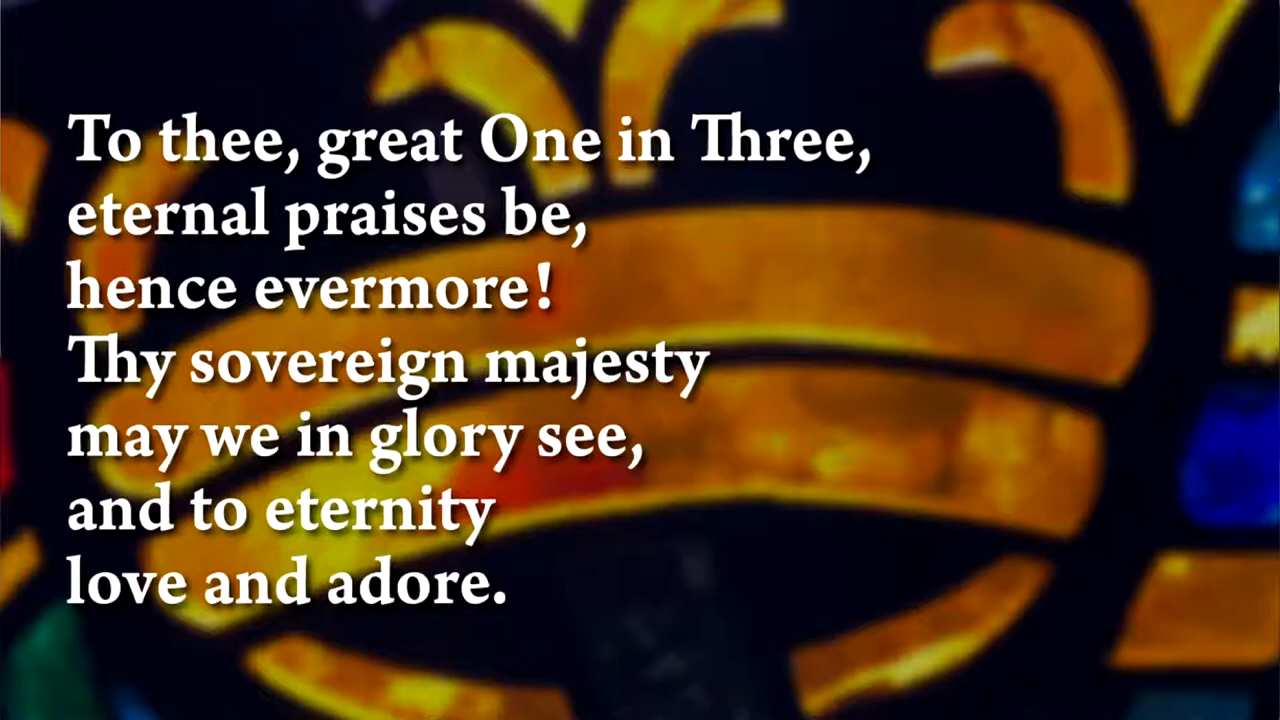 To thee, great One in Three,
eternal praises be,
hence evermore!
Thy sovereign majesty
may we in glory see,
and to eternity
love and adore.